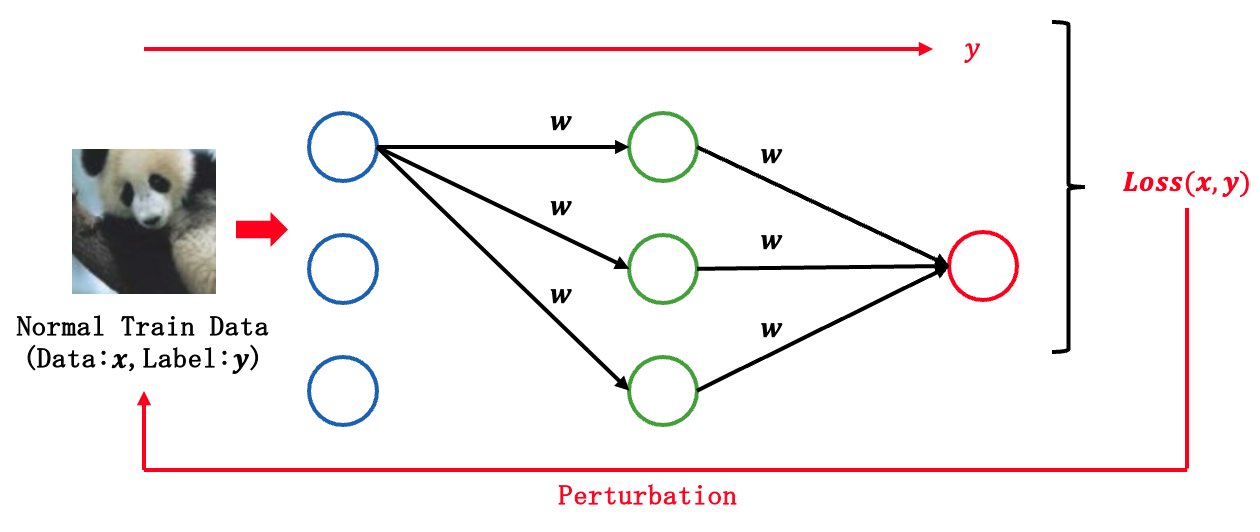 y
w
w
w
w
w
w
Loss(x,y)
Normal Train Data
(Data:x,Label:y)
Perturbation